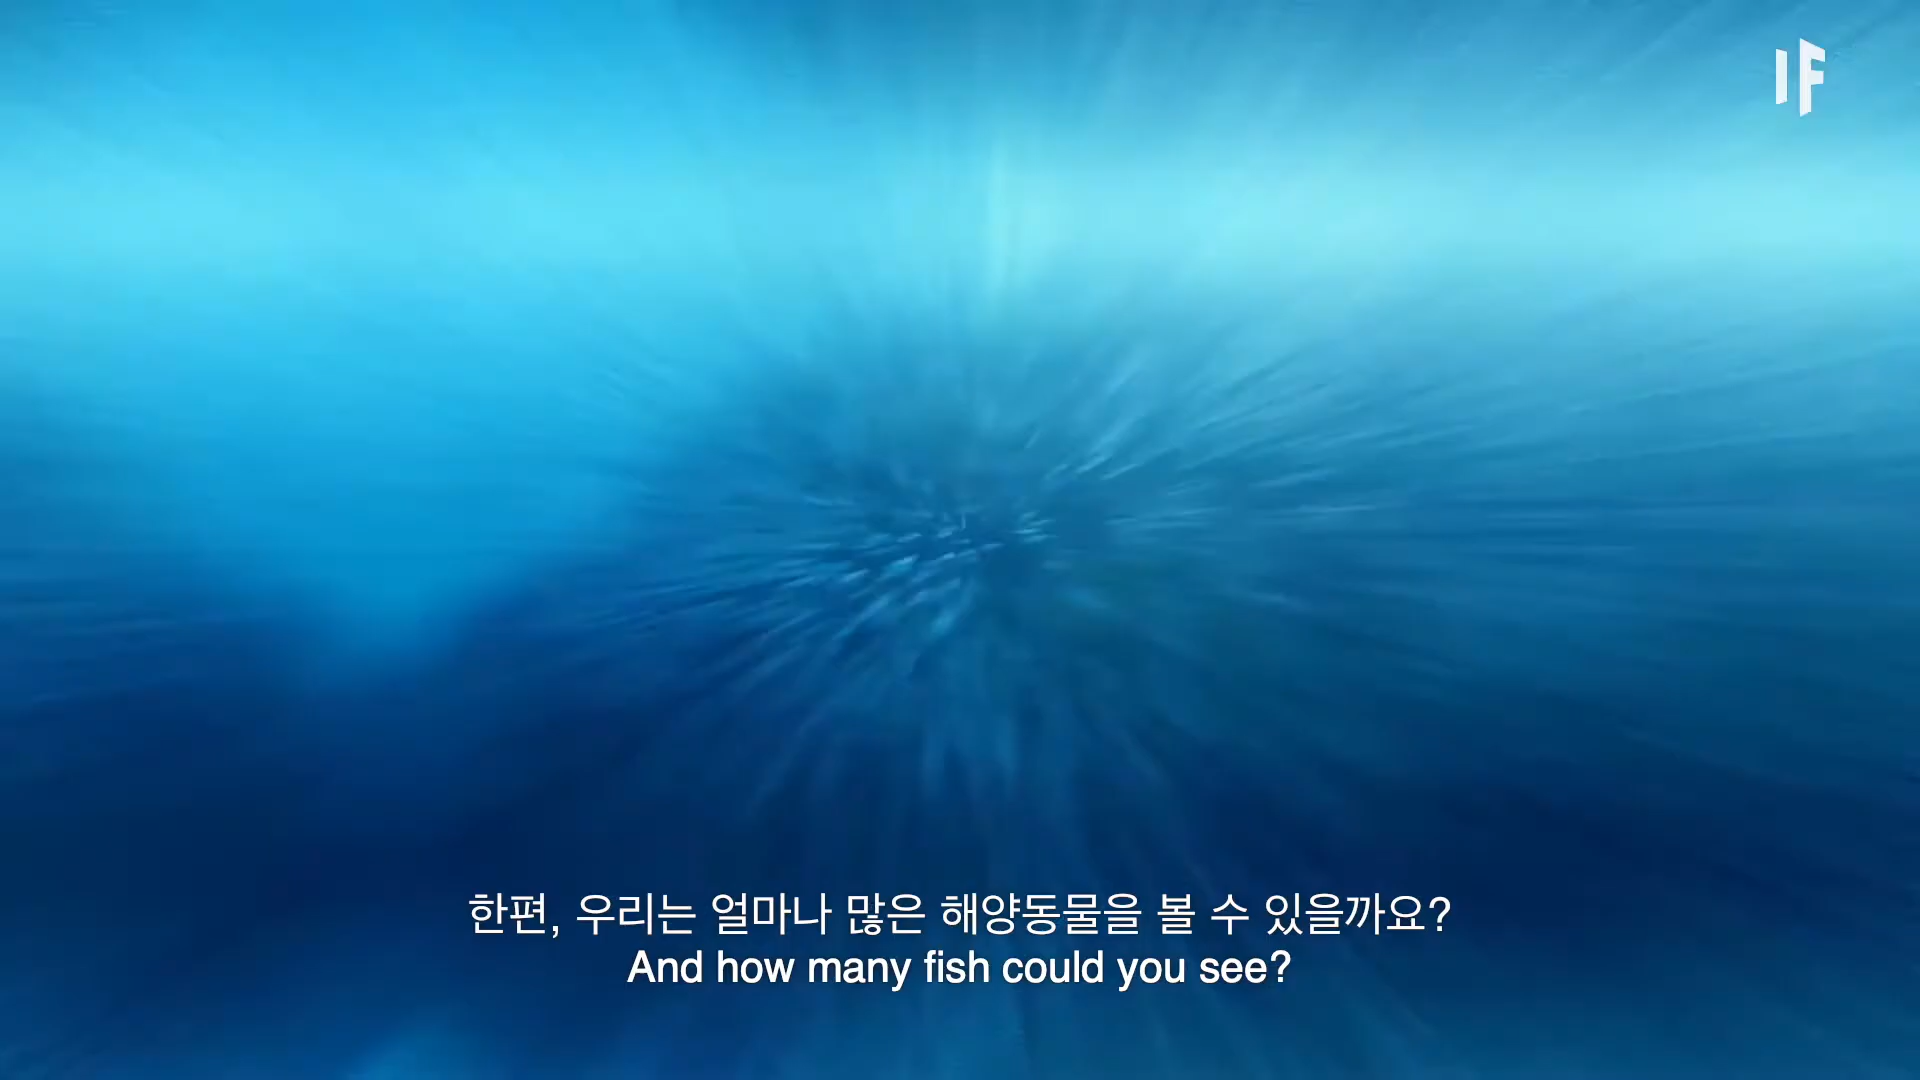 IF
한편, 우리는 얼마나 많은 해양동물을 볼 수 있을까요?
And how many fish could you see?